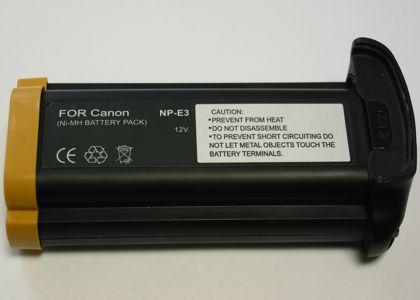 FOR Canon NP-E3
(Ni-MH BATTERY PACK)
12V
CE
CAUTION:
*PREVENT FROM HEAT
*DO NOT DISASSEMBLE
*TO PREVENT SHORT CIRCUITING DO
NOT LET METAL OBJECTS TOUCH THE
BATTERY TERMINALS.